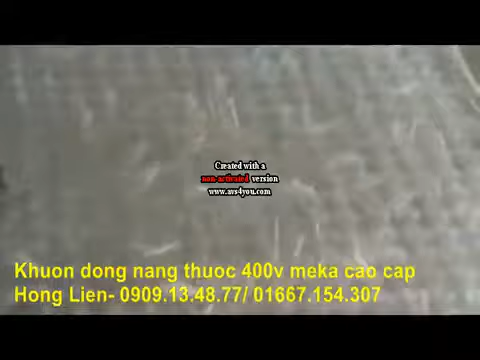 Created with a
non-activated version
www.avs4you.com
Khuon dong nang thuoc 400v meka cao cap
Hong Lien- 0909.13.48.77/ 01667.154.307